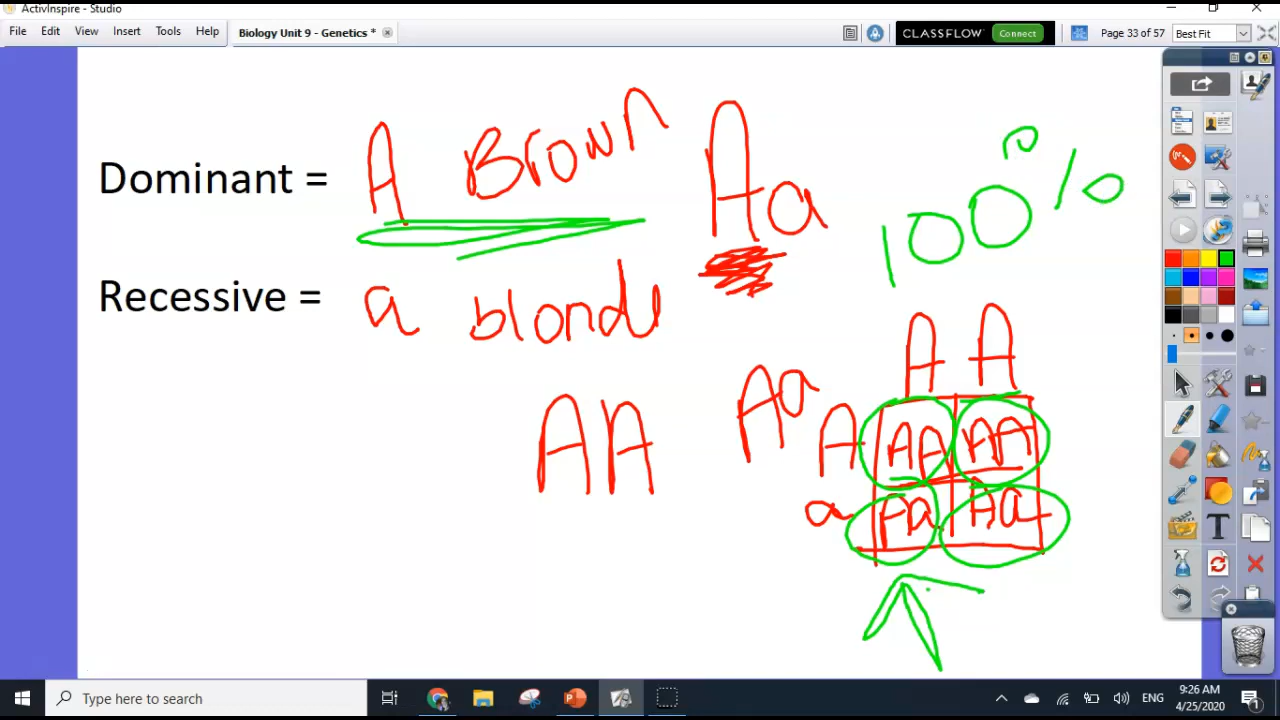 ActivInspire - Studio
File Edit View Insert Tools Help
Biology Unit 9 - Genetics *
CLASSFLOW Connect
Page 33 of 57
Best Fit
Dominant = A Brown
Aa
100%
Recessive = a blonde
A A
AA
Aa
A AA AA
a Aa Aa
Type here to search
ENG
9:26 AM
4/25/2020
1